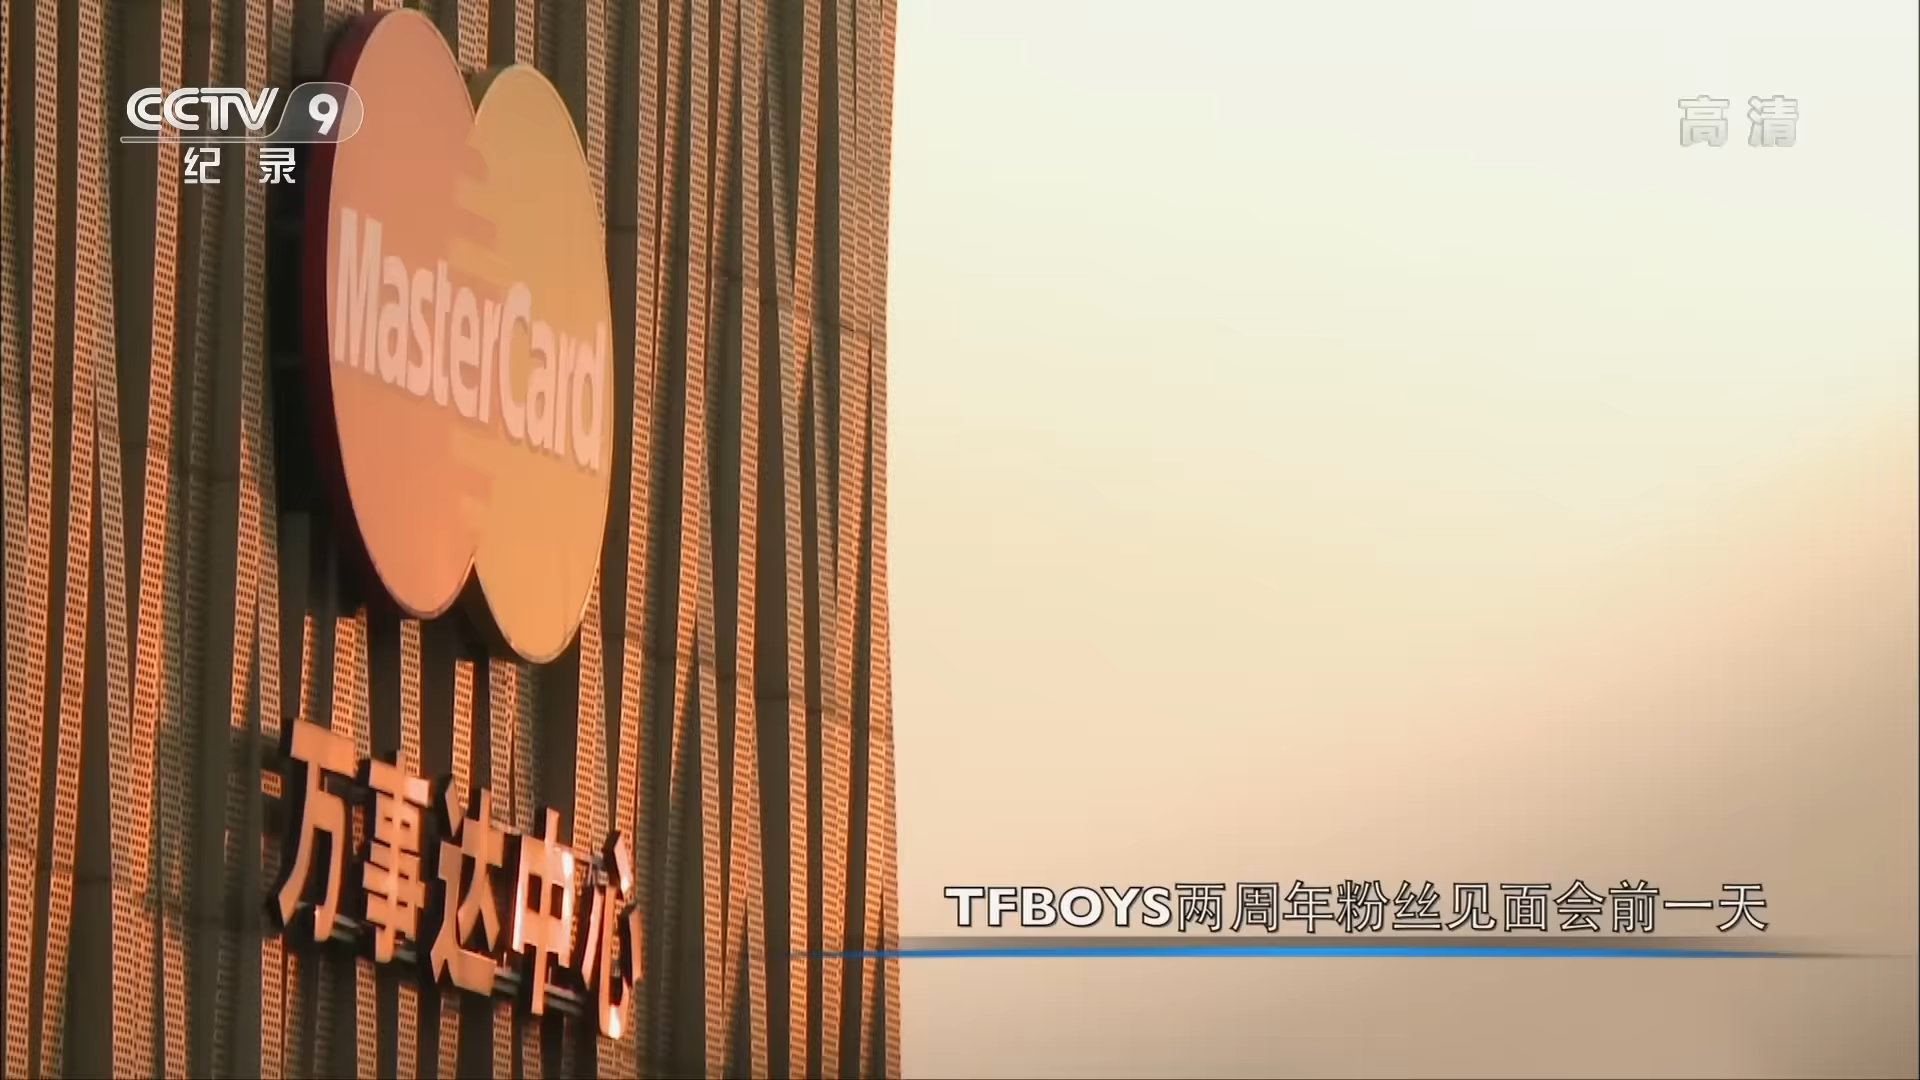 CCTV 9
纪录
高清
MasterCard
万事达中心
TFBOYS两周年粉丝见面会前一天